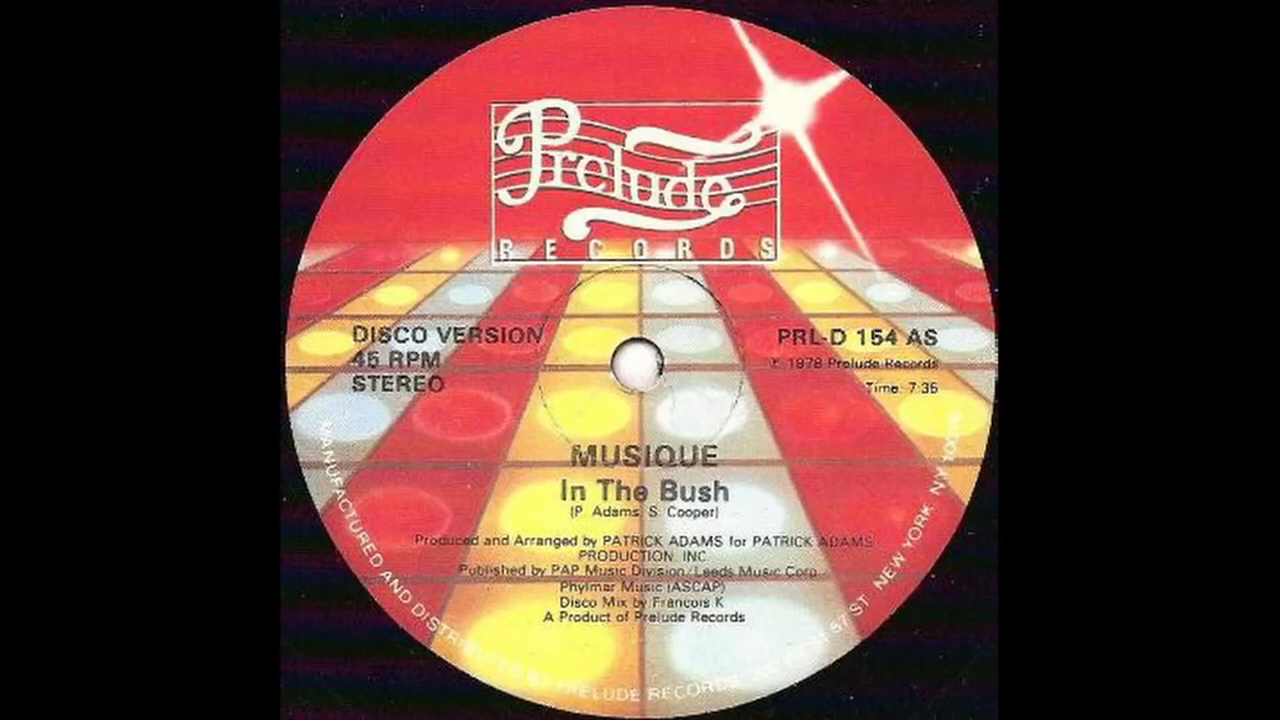 Prelude
RECORDS
DISCO VERSION
45 RPM
STEREO
PRL-D 154 AS
℗ 1978 Prelude Records
Time: 7:35
MUSIQUE
In The Bush
(P. Adams, S. Cooper)
Produced and Arranged by PATRICK ADAMS for PATRICK ADAMS
PRODUCTION INC
Published by PAP Music Division/Leeds Music Corp.
Phylmar Music (ASCAP)
Disco Mix by Francois K
A Product of Prelude Records
MANUFACTURED AND DISTRIBUTED BY PRELUDE RECORDS 57 ST NEW YORK NY